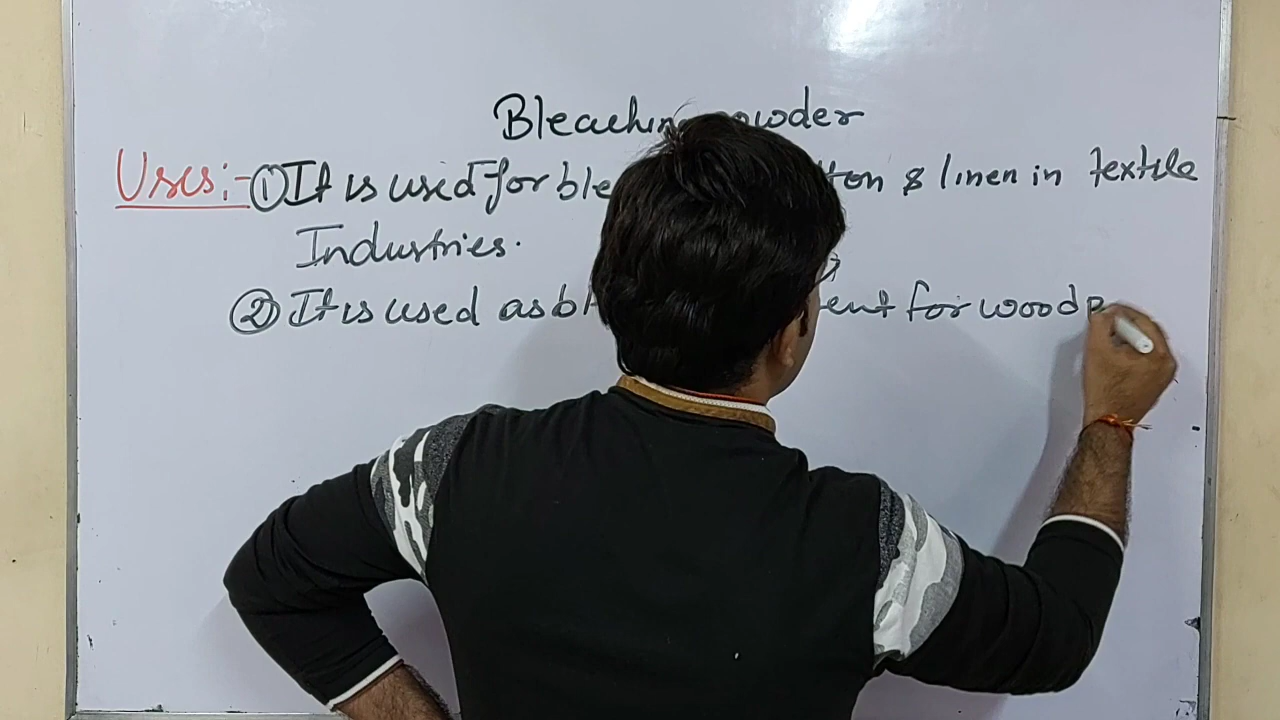 Bleaching powder
Uses:- ① It is used for ble ton & linen in textile
Industries.
② It is used as bl ent for wood p